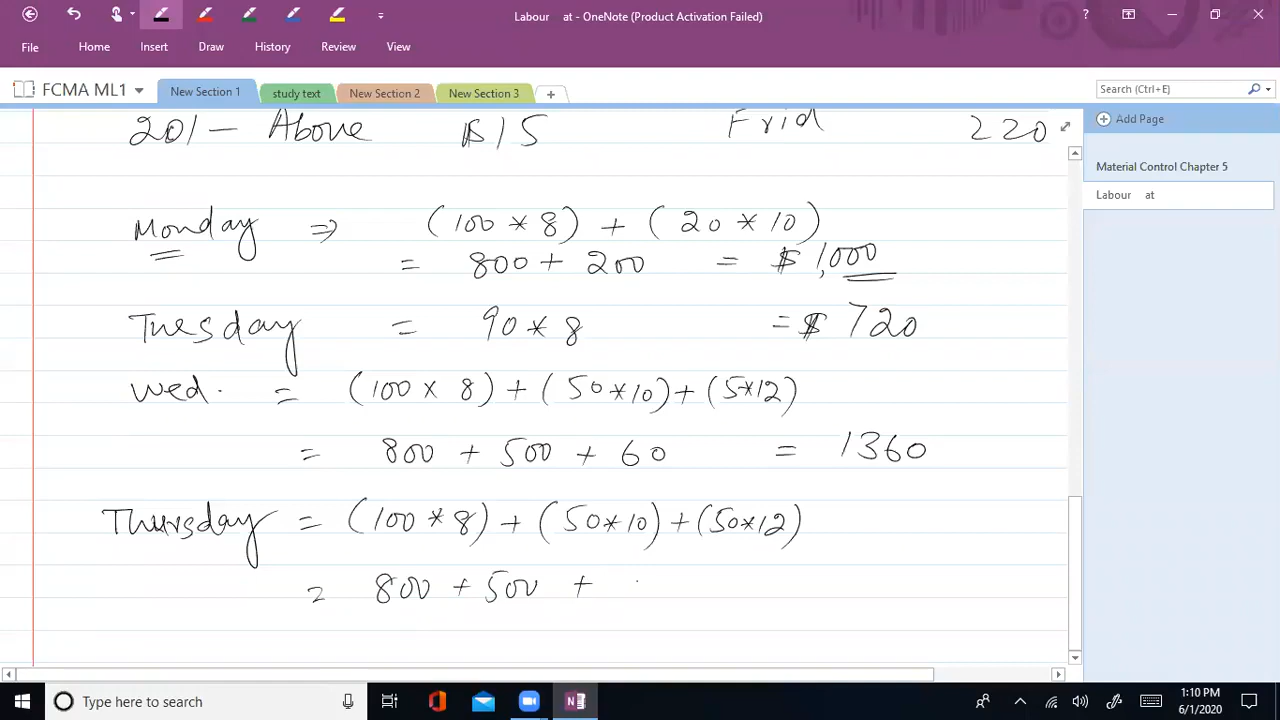 Labour at - OneNote (Product Activation Failed)
File Home Insert Draw History Review View
FCMA ML1 New Section 1 study text New Section 2 New Section 3
Search (Ctrl+E)
Add Page
Material Control Chapter 5
Labour at
201 - Above $15 Frid 220
Monday ⇒ (100 * 8) + (20 * 10)
= 800 + 200 = $ 1,000
Tuesday = 90 * 8 = $ 720
Wed. = (100 × 8) + (50*10) + (5*12)
= 800 + 500 + 60 = 1360
Thursday = (100 * 8) + (50*10) + (50*12)
= 800 + 500 +
Type here to search
1:10 PM
6/1/2020